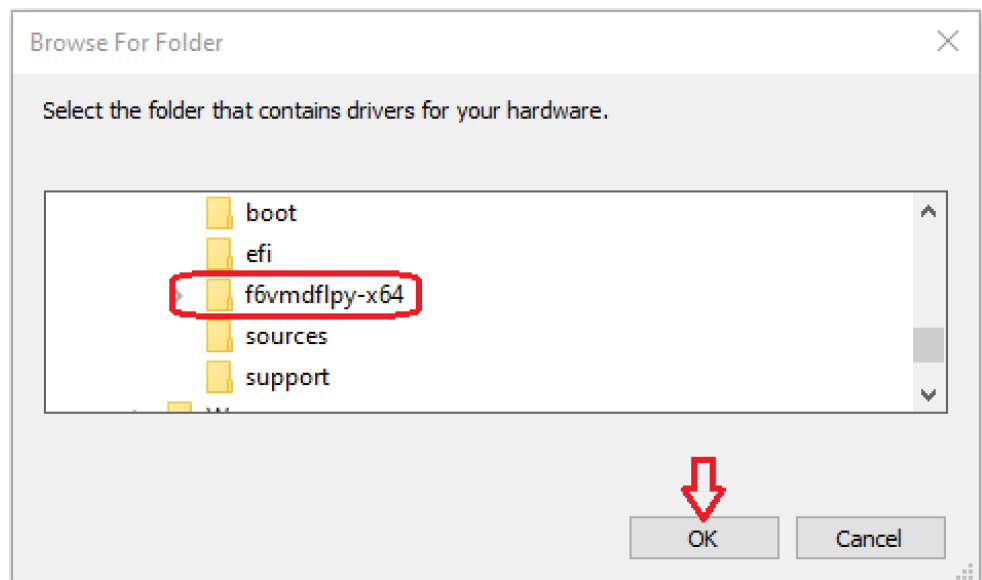 Browse For Folder
Select the folder that contains drivers for your hardware.
boot
efi
f6vmdflpy-x64
sources
support
OK
Cancel